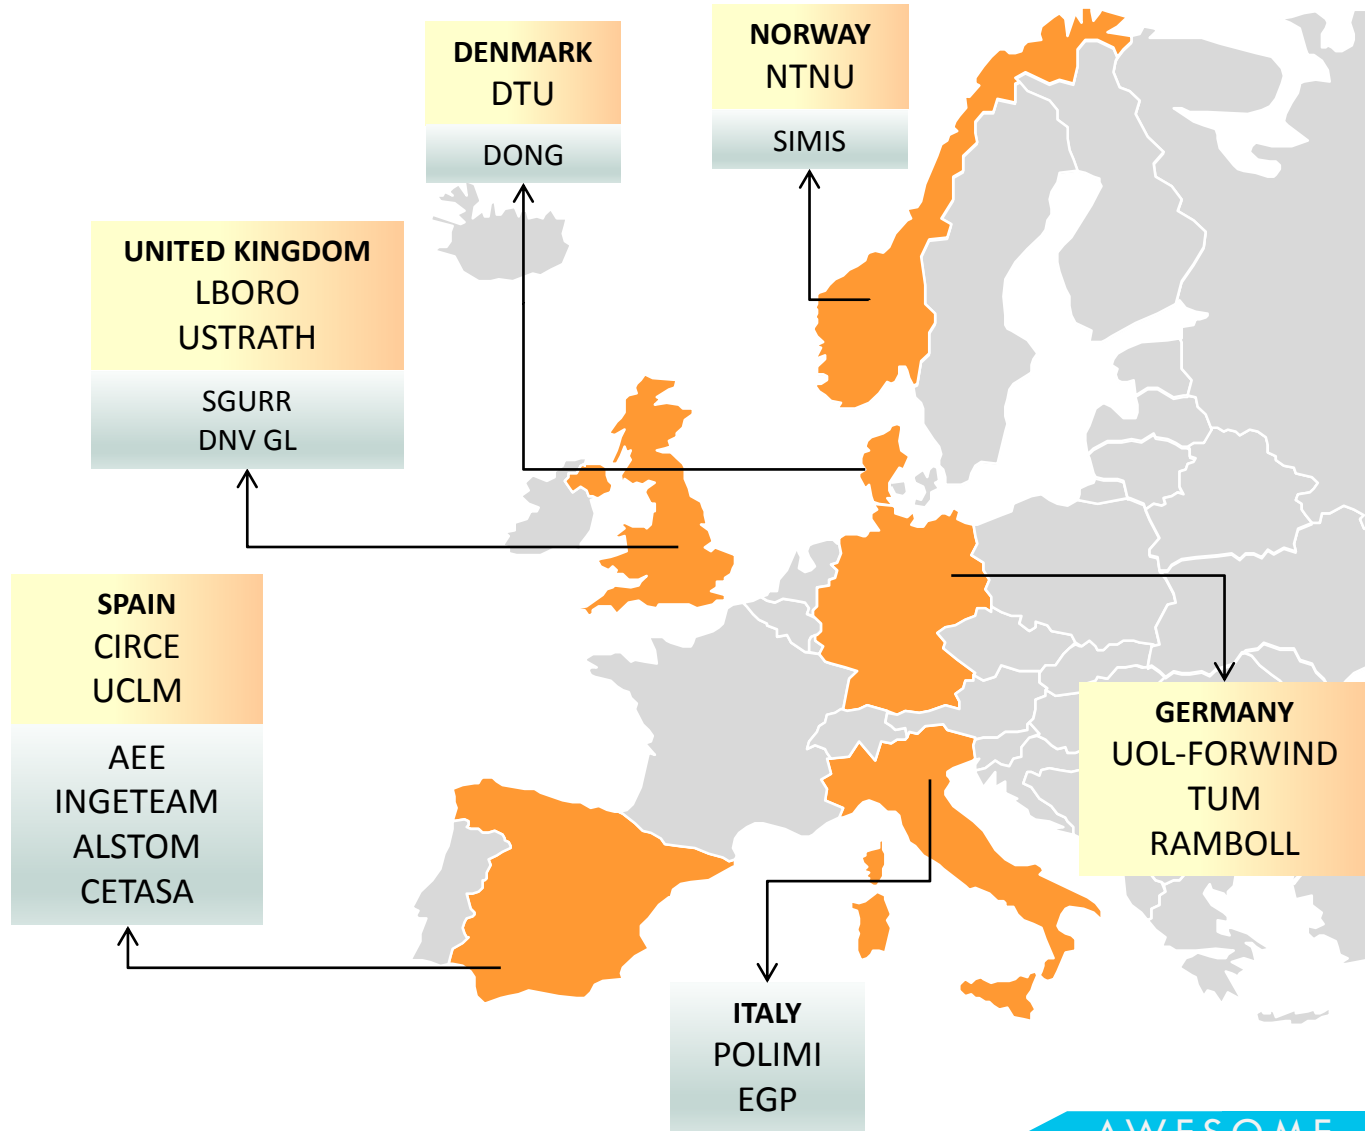 DENMARK
DTU
DONG
NORWAY
NTNU
SIMIS
UNITED KINGDOM
LBORO
USTRATH
SGURR
DNV GL
SPAIN
CIRCE
UCLM
AEE
INGETEAM
ALSTOM
CETASA
GERMANY
UOL-FORWIND
TUM
RAMBOLL
ITALY
POLIMI
EGP
AWESOME